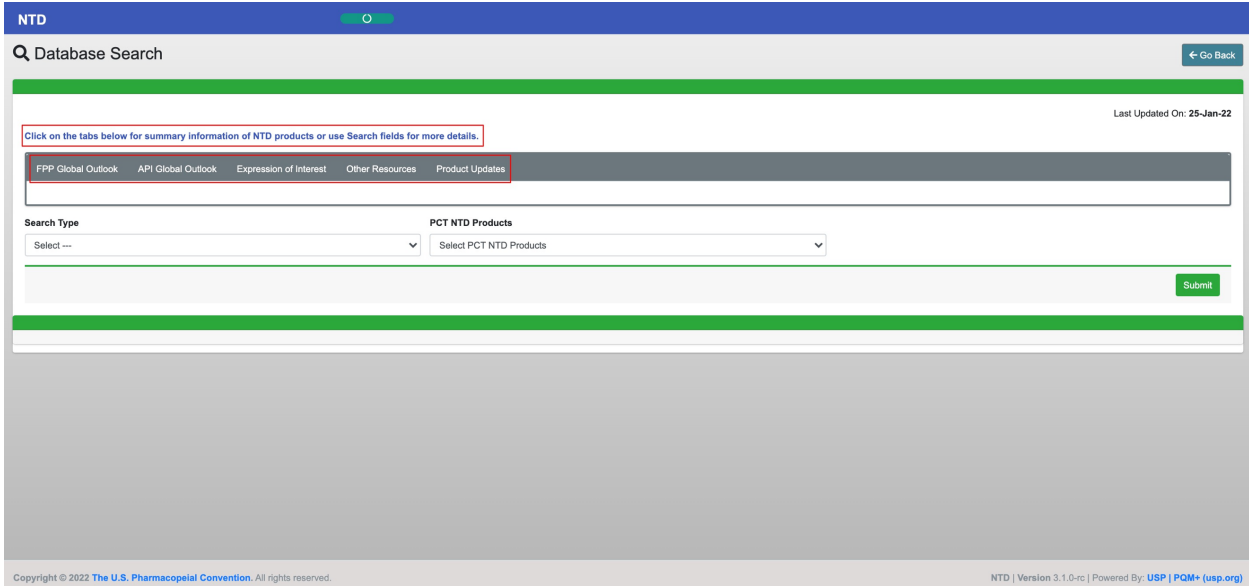 NTD
Database Search
Go Back
Last Updated On: 25-Jan-22
Click on the tabs below for summary information of NTD products or use Search fields for more details.
FPP Global Outlook API Global Outlook Expression of Interest Other Resources Product Updates
Search Type PCT NTD Products
Select --- Select PCT NTD Products
Submit
Copyright © 2022 The U.S. Pharmacopeial Convention. All rights reserved. NTD | Version 3.1.0-rc | Powered By: USP | PQM+ (usp.org)